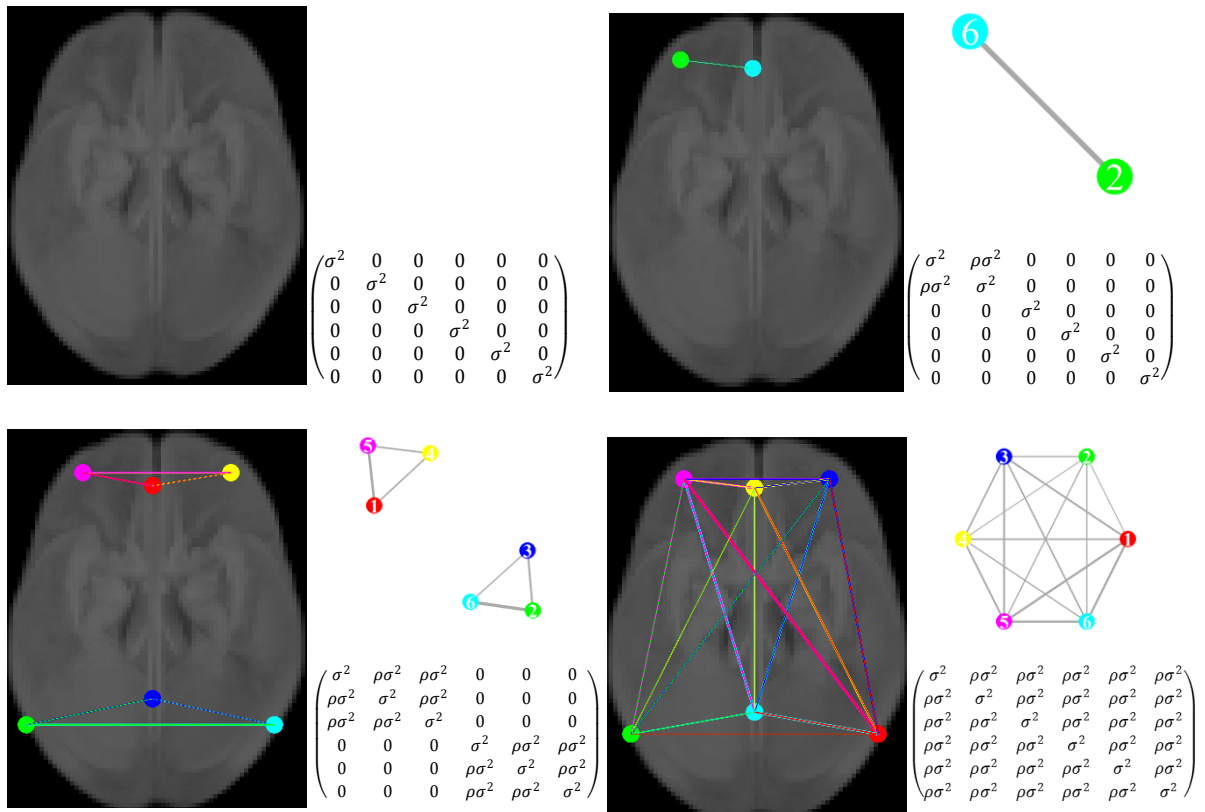 6
2
σ² 0 0 0 0 0
0 σ² 0 0 0 0
0 0 σ² 0 0 0
0 0 0 σ² 0 0
0 0 0 0 σ² 0
0 0 0 0 0 σ²
σ² ρσ² 0 0 0 0
ρσ² σ² 0 0 0 0
0 0 σ² 0 0 0
0 0 0 σ² 0 0
0 0 0 0 σ² 0
0 0 0 0 0 σ²
5
4
1
3
6
2
σ² ρσ² ρσ² 0 0 0
ρσ² σ² ρσ² 0 0 0
ρσ² ρσ² σ² 0 0 0
0 0 0 σ² ρσ² ρσ²
0 0 0 ρσ² σ² ρσ²
0 0 0 ρσ² ρσ² σ²
3 2
4 1
5 6
σ² ρσ² ρσ² ρσ² ρσ² ρσ²
ρσ² σ² ρσ² ρσ² ρσ² ρσ²
ρσ² ρσ² σ² ρσ² ρσ² ρσ²
ρσ² ρσ² ρσ² σ² ρσ² ρσ²
ρσ² ρσ² ρσ² ρσ² σ² ρσ²
ρσ² ρσ² ρσ² ρσ² ρσ² σ²